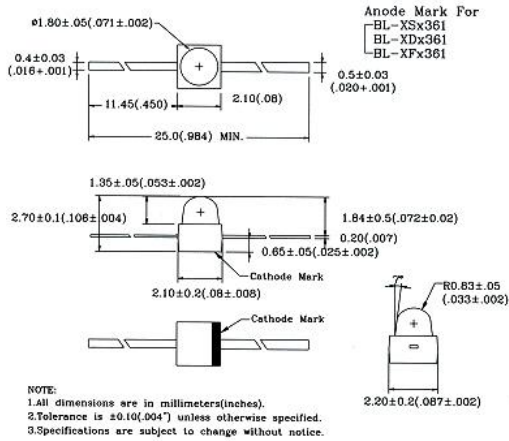 ø1.80±.05(.071±.002)
Anode Mark For
BL-XSx361
BL-XDx361
BL-XFx361
0.4±0.03
(.016+.001)
0.5±0.03
(.020+.001)
11.45(.450)
2.10(.08)
25.0(.984) MIN.
1.35±.05(.053±.002)
2.70±0.1(.106±.004)
1.84±0.5(.072±0.02)
0.20(.007)
0.65±.05(.025±.002)
Cathode Mark
2.10±0.2(.08±.008)
Cathode Mark
7°
R0.83±.05
(.033±.002)
2.20±0.2(.087±.002)
NOTE:
1.All dimensions are in millimeters(inches).
2.Tolerance is ±0.10(.004") unless otherwise specified.
3.Specifications are subject to change without notice.